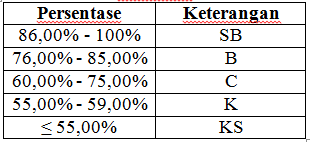 Persentase Keterangan
86,00% - 100% SB
76,00% - 85,00% B
60,00% - 75,00% C
55,00% - 59,00% K
≤ 55,00% KS